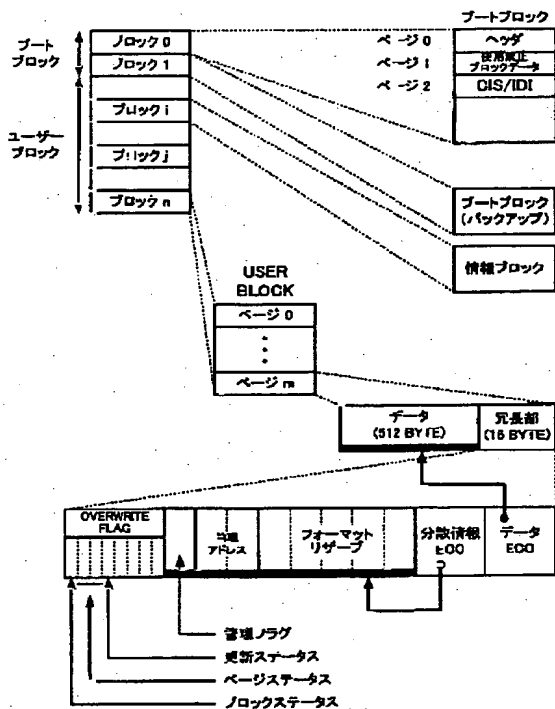 ブート
ブロック
ユーザー
ブロック
ブロック 0
ブロック 1
ブロック i
ブロック j
ブロック n
ブートブロック
ページ 0
ヘッダ
ページ 1
使用禁止
ブロックデータ
ページ 2
CIS/IDI
ブートブロック
(バックアップ)
情報ブロック
USER
BLOCK
ページ 0
ページ m
データ
(512 BYTE)
冗長部
(16 BYTE)
OVERWRITE
FLAG
論理
アドレス
フォーマット
リザーブ
分散情報
ECC
データ
ECC
管理フラグ
更新ステータス
ページステータス
ブロックステータス